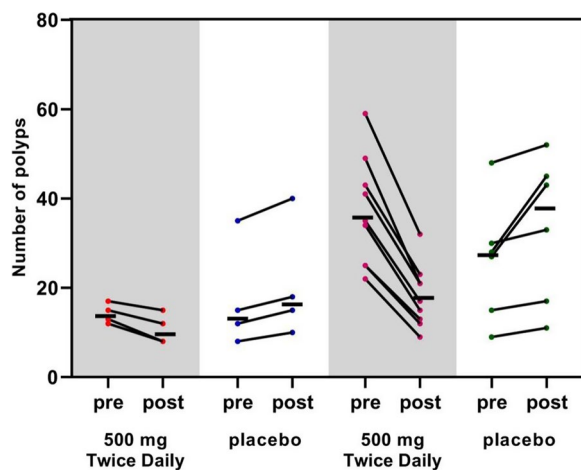 80
60
40
20
0
Number of polyps
pre post pre post pre post pre post
500 mg placebo 500 mg placebo
Twice Daily Twice Daily